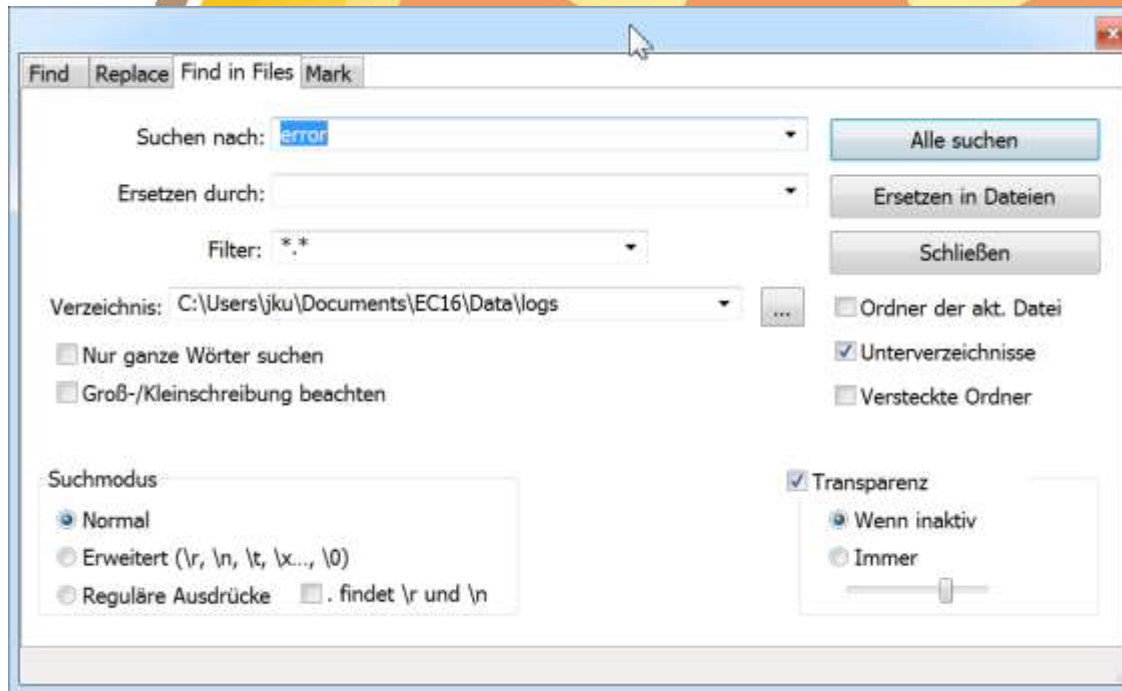 Find Replace Find in Files Mark
Suchen nach: error
Alle suchen
Ersetzen durch:
Ersetzen in Dateien
Filter: *.*
Schließen
Verzeichnis: C:\Users\jku\Documents\EC16\Data\logs
...
Ordner der akt. Datei
Nur ganze Wörter suchen
Unterverzeichnisse
Groß-/Kleinschreibung beachten
Versteckte Ordner
Suchmodus
Normal
Erweitert (\r, \n, \t, \x..., \0)
Reguläre Ausdrücke . findet \r und \n
Transparenz
Wenn inaktiv
Immer